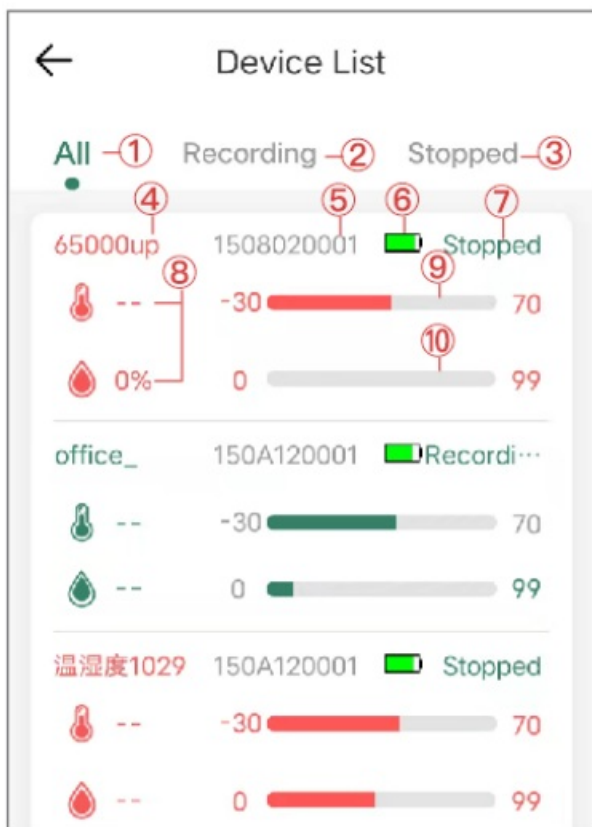 Device List
All ① Recording ② Stopped ③
④ ⑤ ⑥ ⑦
65000up 1508020001 Stopped
⑧ ⑨
-- -30 70
⑩
0% 0 99
office_ 150A120001 Recordi···
-- -30 70
-- 0 99
温湿度1029 150A120001 Stopped
-- -30 70
-- 0 99